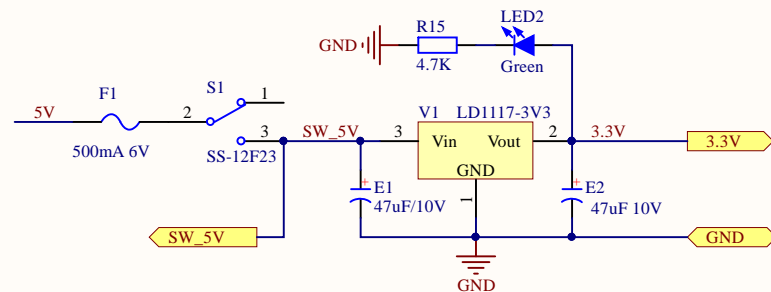 R15
LED2
GND
4.7K
Green
F1
S1
1
5V
2
V1
LD1117-3V3
3
SW_5V
3
Vin
Vout
2
3.3V
3.3V
500mA 6V
SS-12F23
GND
E1
47uF/10V
1
E2
47uF 10V
SW_5V
GND
GND